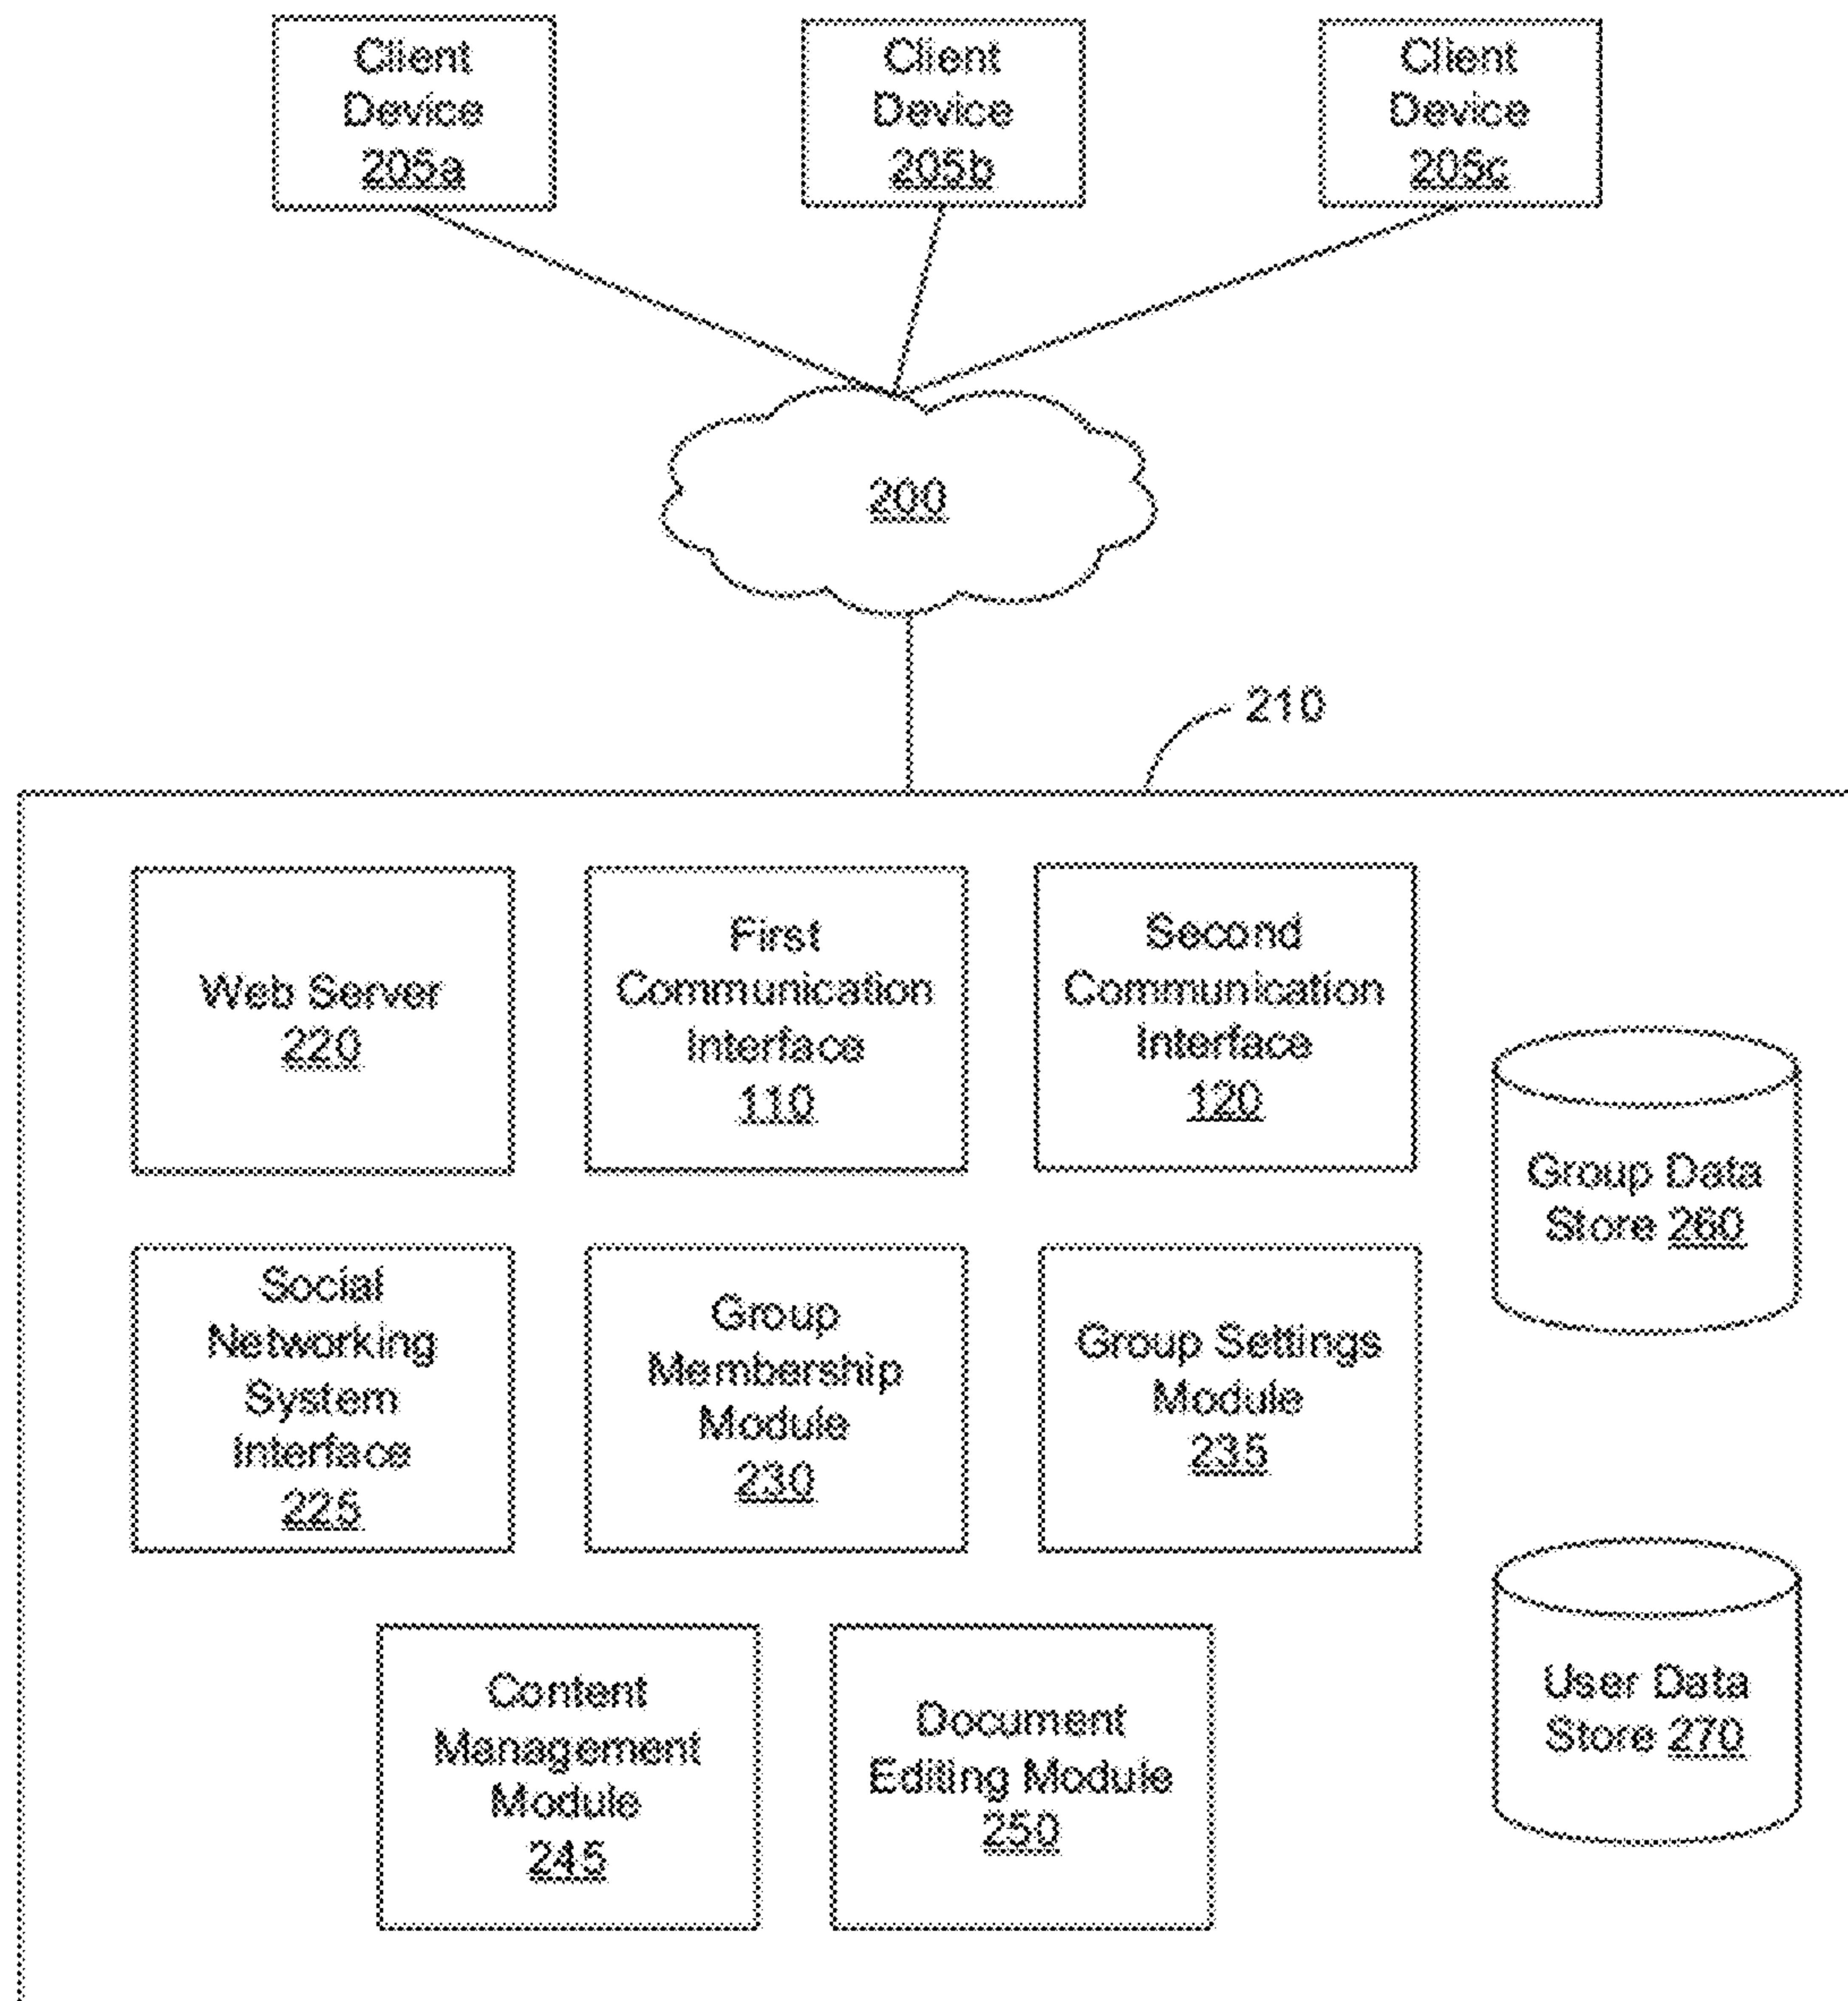 Client
Device
205a
Client
Device
205b
Client
Device
205c
200
210
Web Server
220
First
Communication
Interface
110
Second
Communication
Interface
120
Group Data
Store 260
Social
Networking
System
Interface
225
Group
Membership
Module
230
Group Settings
Module
235
Content
Management
Module
245
Document
Editing Module
250
User Data
Store 270